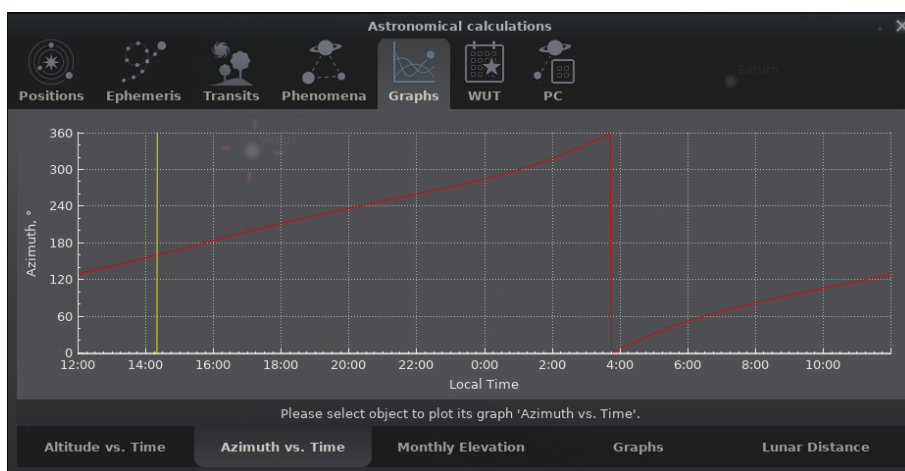 Astronomical calculations
Saturn
Positions Ephemeris Transits Phenomena Graphs WUT PC
Venus
360
300
240
180
120
60
0
Azimuth, °
12:00 14:00 16:00 18:00 20:00 22:00 0:00 2:00 4:00 6:00 8:00 10:00
Local Time
Please select object to plot its graph 'Azimuth vs. Time'.
Altitude vs. Time Azimuth vs. Time Monthly Elevation Graphs Lunar Distance